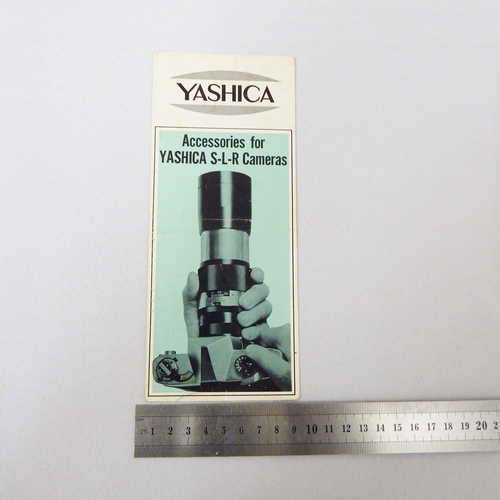 YASHICA
Accessories for
YASHICA S-L-R Cameras
1 2 3 4 5 6 7 8 9 10 11 12 13 14 15 16 17 18 19 20 2